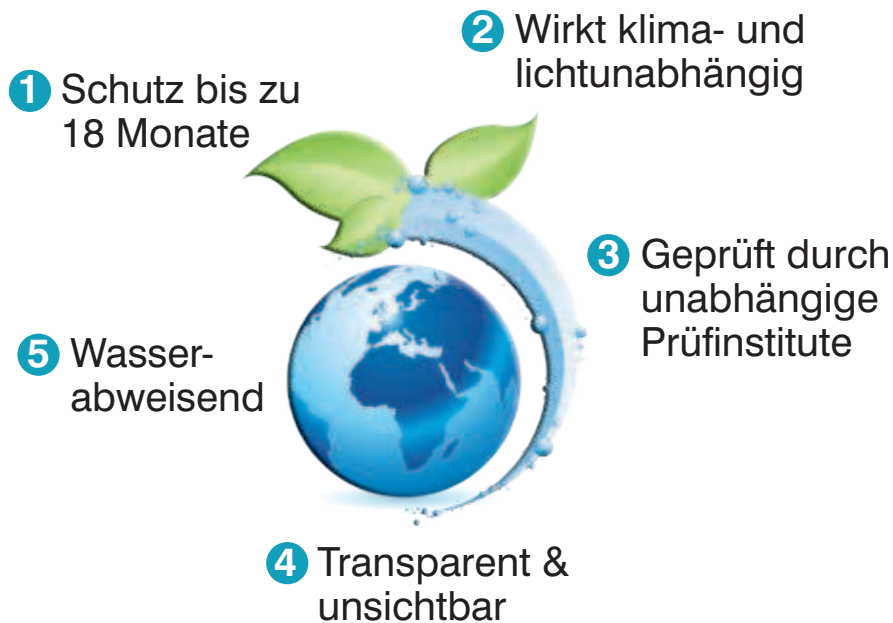 1 Schutz bis zu
18 Monate
2 Wirkt klima- und
lichtunabhängig
3 Geprüft durch
unabhängige
Prüfinstitute
4 Transparent &
unsichtbar
5 Wasser-
abweisend